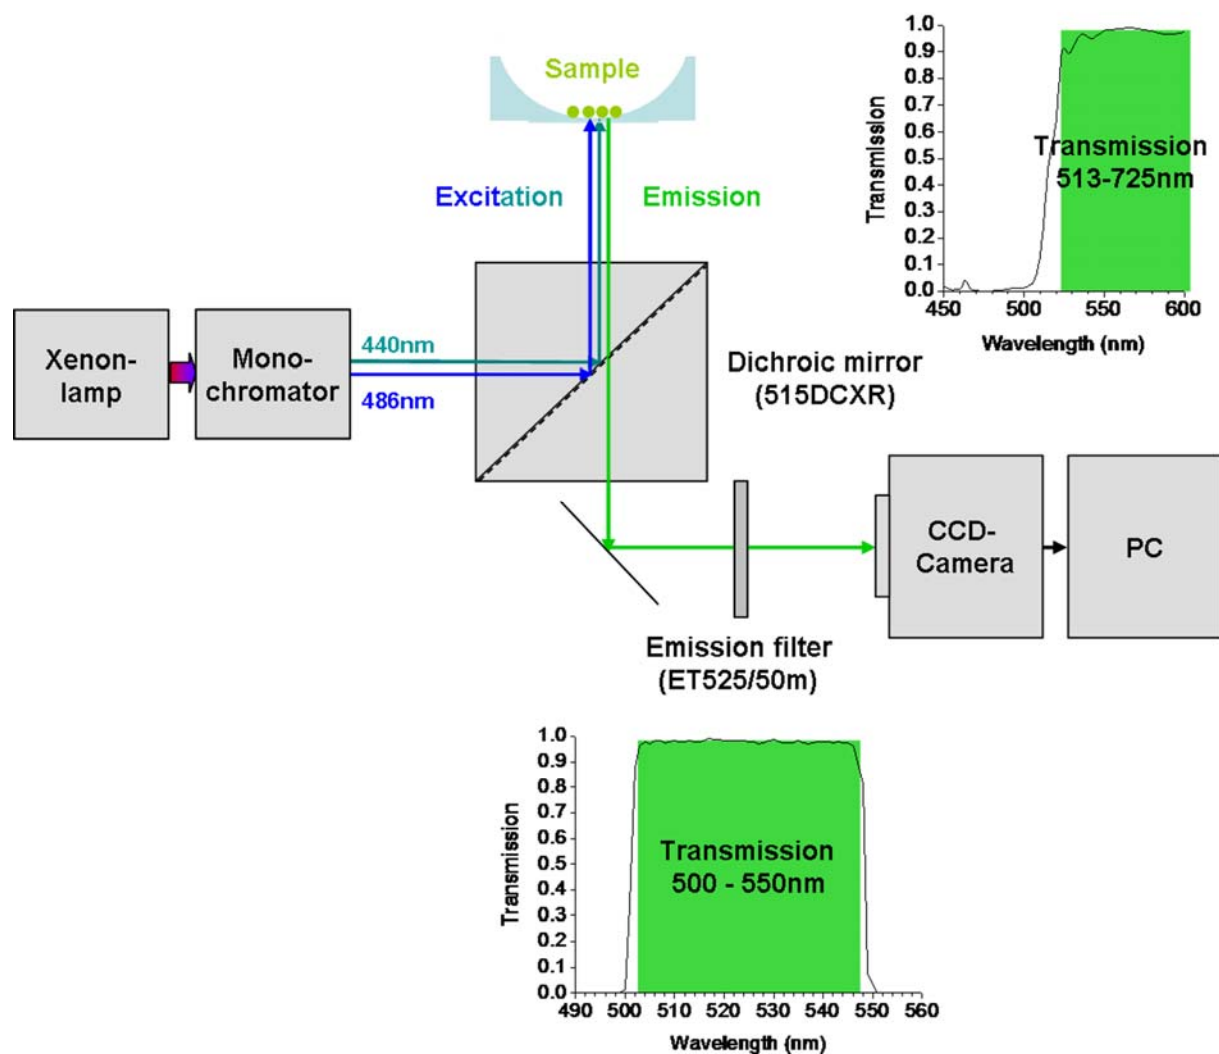 Sample
Excitation
Emission
Xenon-
lamp
Mono-
chromator
440nm
486nm
1.0
0.9
0.8
0.7
0.6
0.5
0.4
0.3
0.2
0.1
0.0
Transmission
Transmission
513-725nm
450
500
550
600
Wavelength (nm)
Dichroic mirror
(515DCXR)
CCD-
Camera
PC
Emission filter
(ET525/50m)
1.0
0.9
0.8
0.7
0.6
0.5
0.4
0.3
0.2
0.1
0.0
Transmission
Transmission
500 - 550nm
490
500
510
520
530
540
550
560
Wavelength (nm)